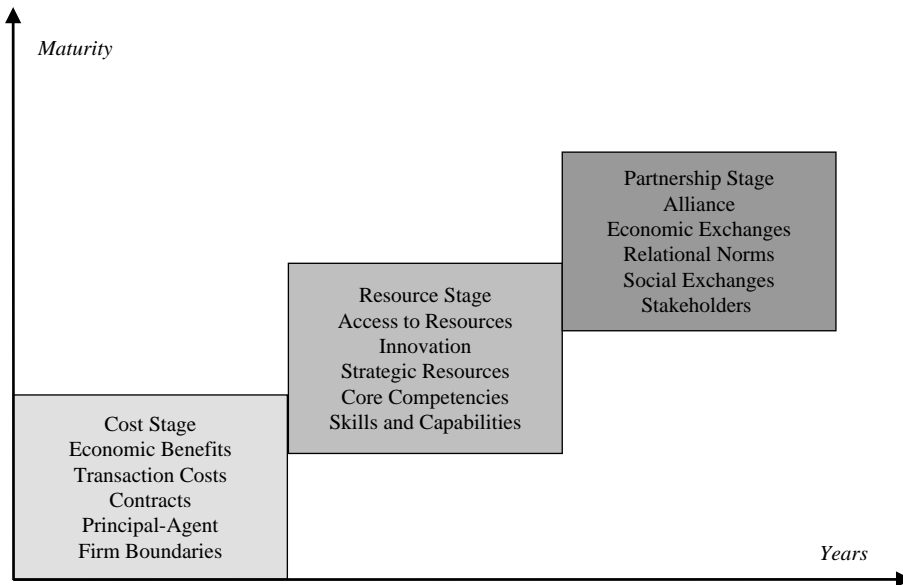 Maturity
Partnership Stage
Alliance
Economic Exchanges
Relational Norms
Social Exchanges
Stakeholders
Resource Stage
Access to Resources
Innovation
Strategic Resources
Core Competencies
Skills and Capabilities
Cost Stage
Economic Benefits
Transaction Costs
Contracts
Principal-Agent
Firm Boundaries
Years